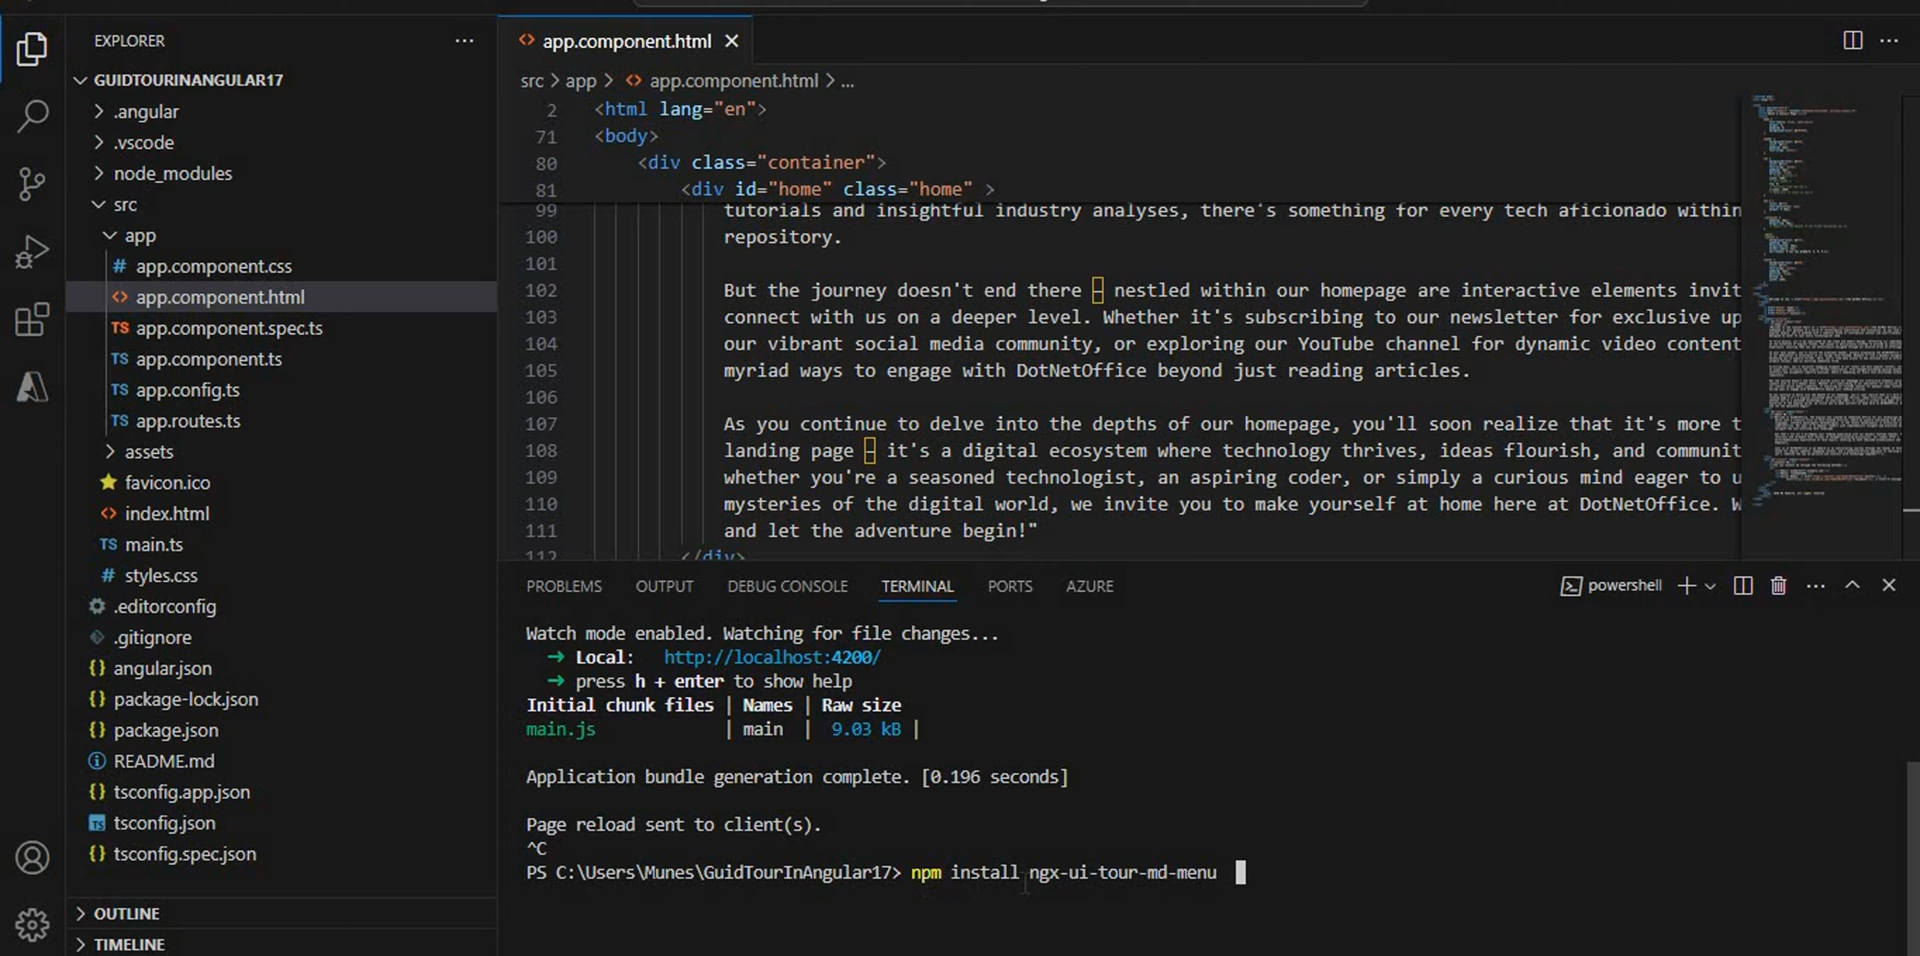 EXPLORER
GUIDTOURINANGULAR17
.angular
.vscode
node_modules
src
app
# app.component.css
<> app.component.html
TS app.component.spec.ts
TS app.component.ts
TS app.config.ts
TS app.routes.ts
assets
favicon.ico
<> index.html
TS main.ts
# styles.css
.editorconfig
.gitignore
{} angular.json
{} package-lock.json
{} package.json
README.md
{} tsconfig.app.json
TS tsconfig.json
{} tsconfig.spec.json
OUTLINE
TIMELINE
<> app.component.html
src > app > <> app.component.html > ...
2 <html lang="en">
71 <body>
80 <div class="container">
81 <div id="home" class="home" >
99 tutorials and insightful industry analyses, there's something for every tech aficionado within
100 repository.
101
102 But the journey doesn't end there – nestled within our homepage are interactive elements invit
103 connect with us on a deeper level. Whether it's subscribing to our newsletter for exclusive up
104 our vibrant social media community, or exploring our YouTube channel for dynamic video content
105 myriad ways to engage with DotNetOffice beyond just reading articles.
106
107 As you continue to delve into the depths of our homepage, you'll soon realize that it's more t
108 landing page – it's a digital ecosystem where technology thrives, ideas flourish, and communit
109 whether you're a seasoned technologist, an aspiring coder, or simply a curious mind eager to u
110 mysteries of the digital world, we invite you to make yourself at home here at DotNetOffice. W
111 and let the adventure begin!"
112 </div>
PROBLEMS OUTPUT DEBUG CONSOLE TERMINAL PORTS AZURE
powershell
Watch mode enabled. Watching for file changes...
➜ Local: http://localhost:4200/
➜ press h + enter to show help
Initial chunk files | Names | Raw size
main.js | main | 9.03 kB |
Application bundle generation complete. [0.196 seconds]
Page reload sent to client(s).
^C
PS C:\Users\Munes\GuidTourInAngular17> npm install ngx-ui-tour-md-menu